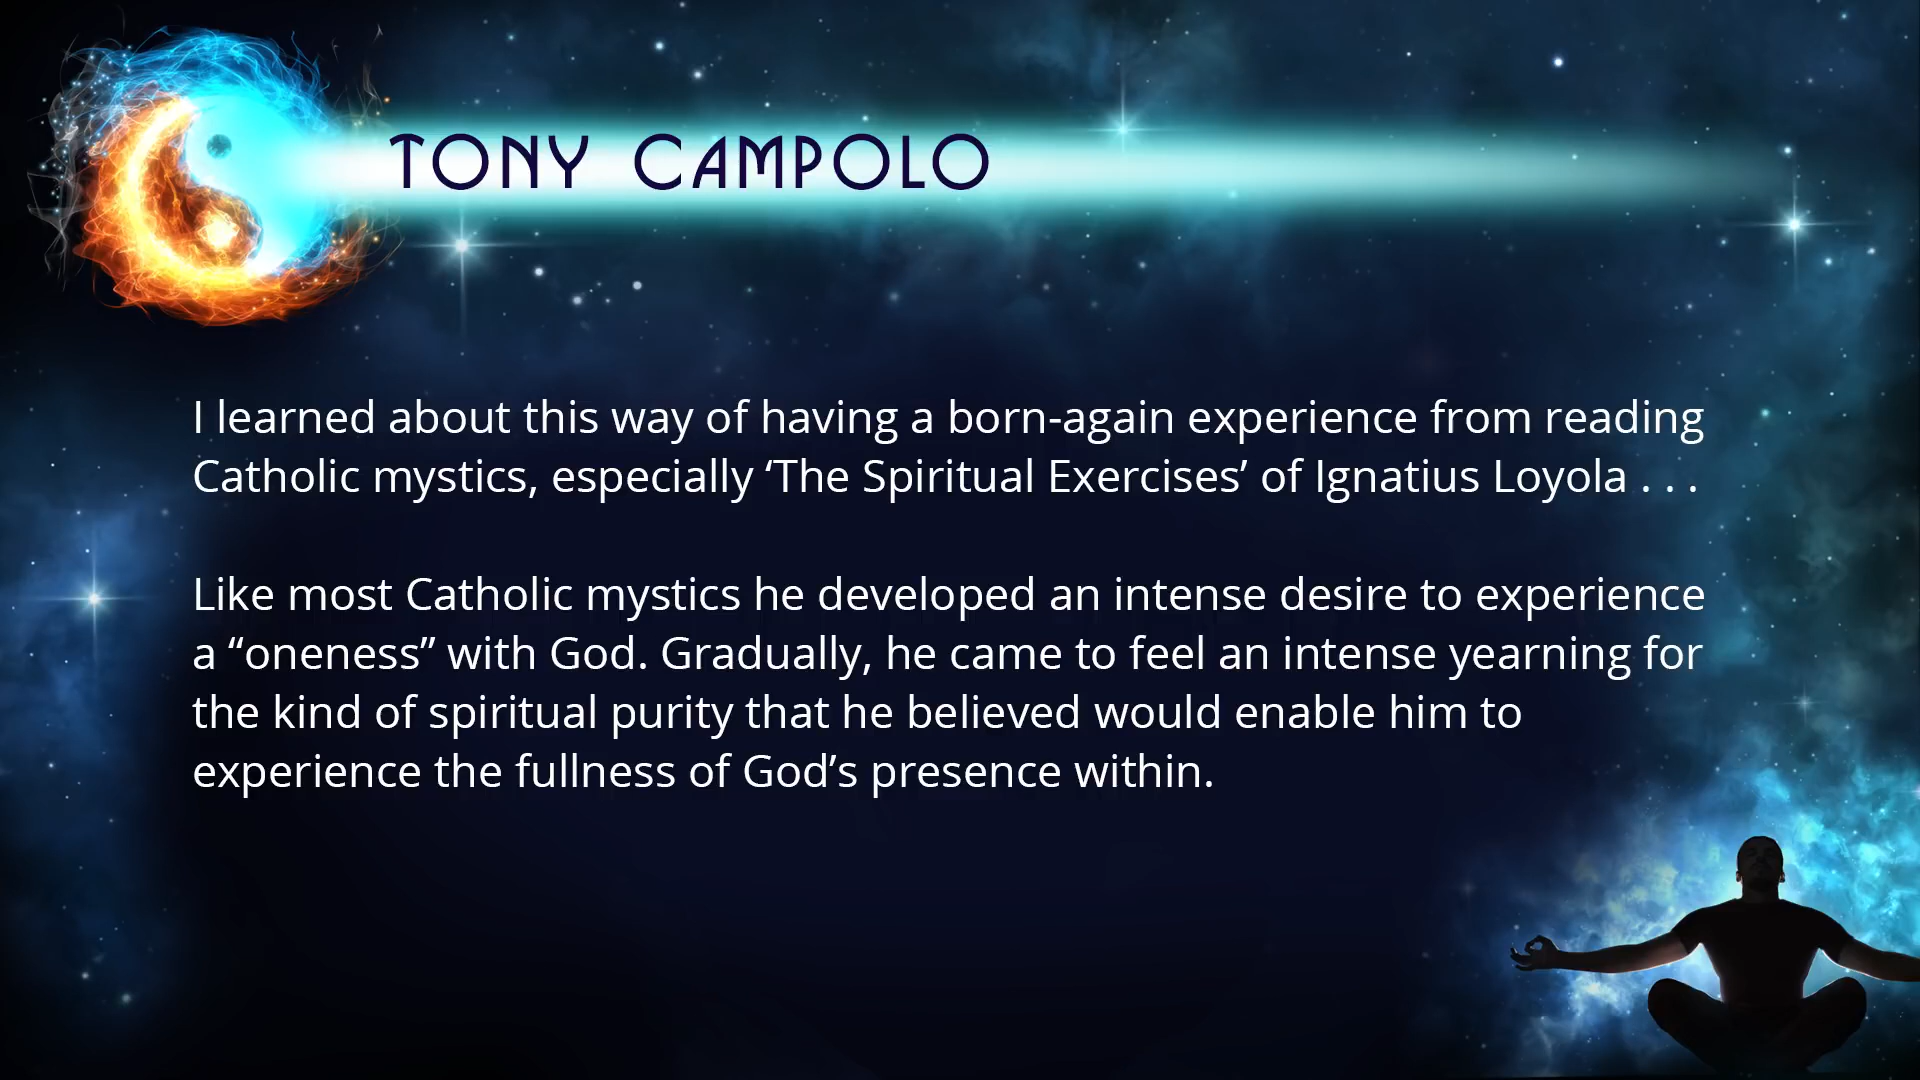 TONY CAMPOLO
I learned about this way of having a born-again experience from reading
Catholic mystics, especially ‘The Spiritual Exercises’ of Ignatius Loyola . . .
Like most Catholic mystics he developed an intense desire to experience
a “oneness” with God. Gradually, he came to feel an intense yearning for
the kind of spiritual purity that he believed would enable him to
experience the fullness of God’s presence within.